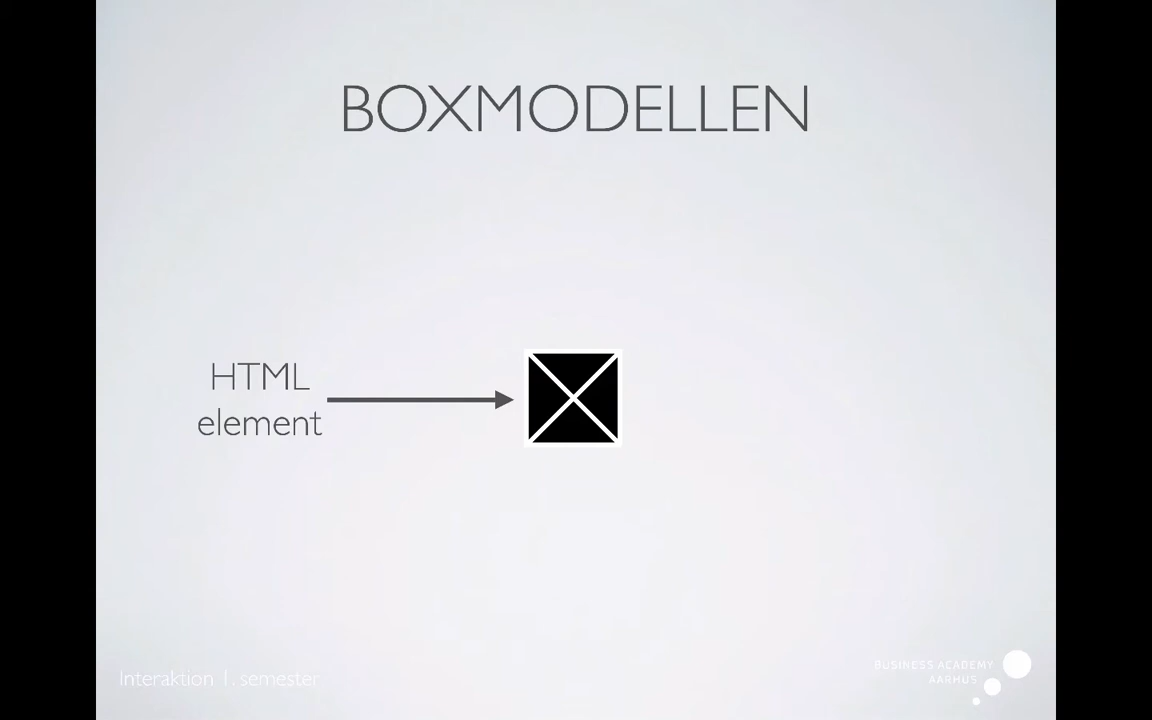 BOXMODELLEN
HTML
element
Interaktion 1. semester
BUSINESS ACADEMY
AARHUS